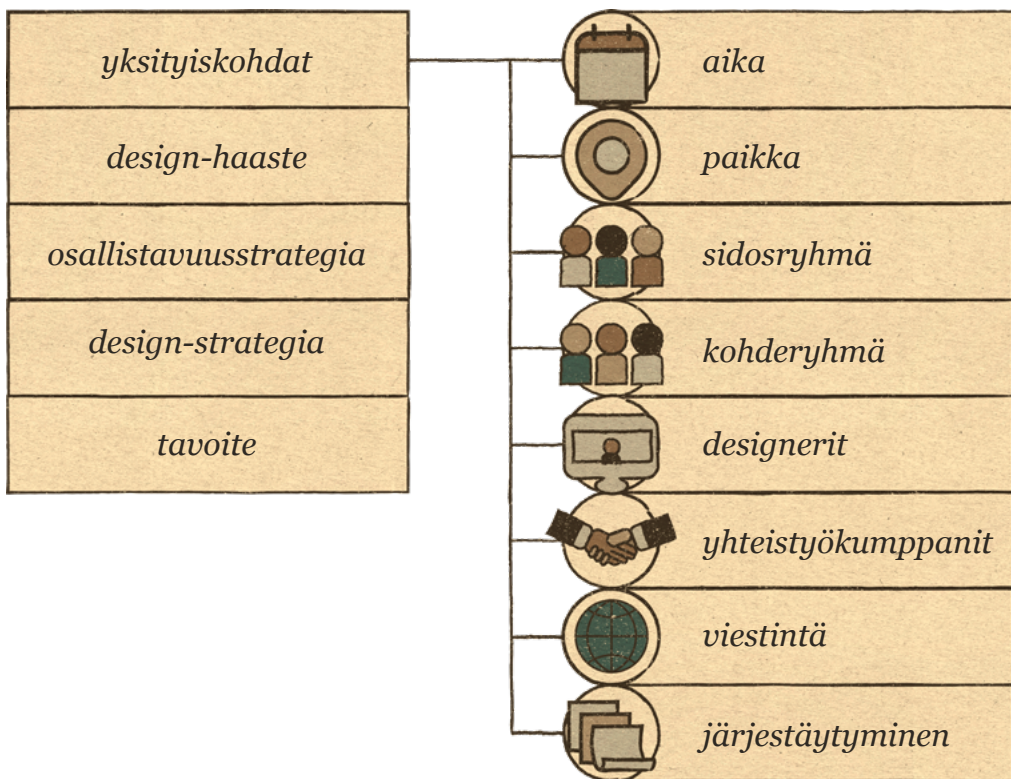 yksityiskohdat
design-haaste
osallistavuusstrategia
design-strategia
tavoite
aika
paikka
sidosryhmä
kohderyhmä
designerit
yhteistyökumppanit
viestintä
järjestäytyminen